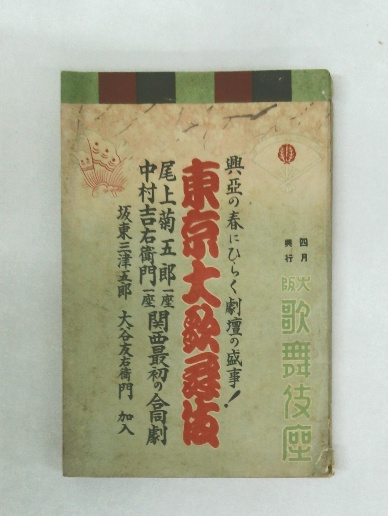 四月
興行
大阪
歌舞伎座
興亞の春にひらく劇壇の盛事！
東京大歌舞伎
尾上菊五郎一座
中村吉右衛門一座
関西最初の合同劇
坂東三津五郎 大谷友右衛門 加入